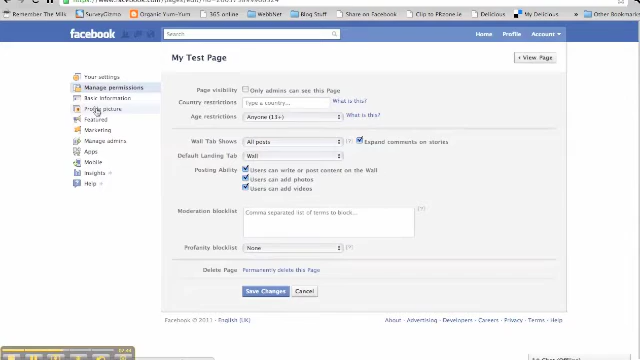 Remember The Milk SurveyGizmo Organic Yum-Yum 365 online WebbNet Blog Stuff Share on Facebook Clip to PRzone.nl Delicious My Delicious » Other Bookmarks
facebook Search Home Profile Account
My Test Page + View Page
Your settings
Manage permissions
Basic information
Profile picture
Featured
Marketing
Manage admins
Apps
Mobile
Insights
Help
Page visibility Only admins can see this Page
Country restrictions Type a country... What is this?
Age restrictions Anyone (13+) What is this?
Wall Tab Shows All posts [?] Expand comments on stories
Default Landing Tab Wall
Posting Ability Users can write or post content on the Wall
Users can add photos
Users can add videos
Moderation blocklist Comma separated list of terms to block... [?]
Profanity blocklist None [?]
Delete Page Permanently delete this Page
Save Changes Cancel
Facebook © 2011 · English (UK) About · Advertising · Developers · Careers · Privacy · Terms · Help